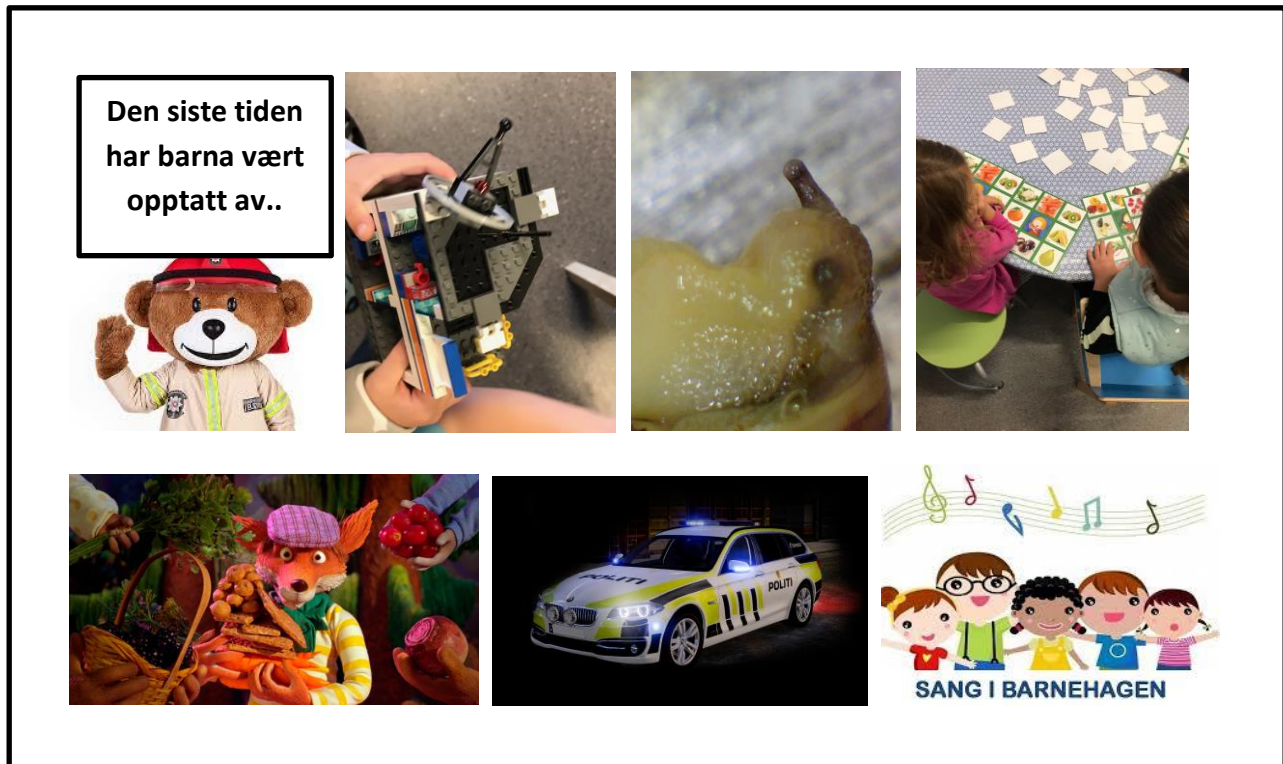 Den siste tiden
har barna vært
opptatt av..
POLITI
POLITI
SANG I BARNEHAGEN